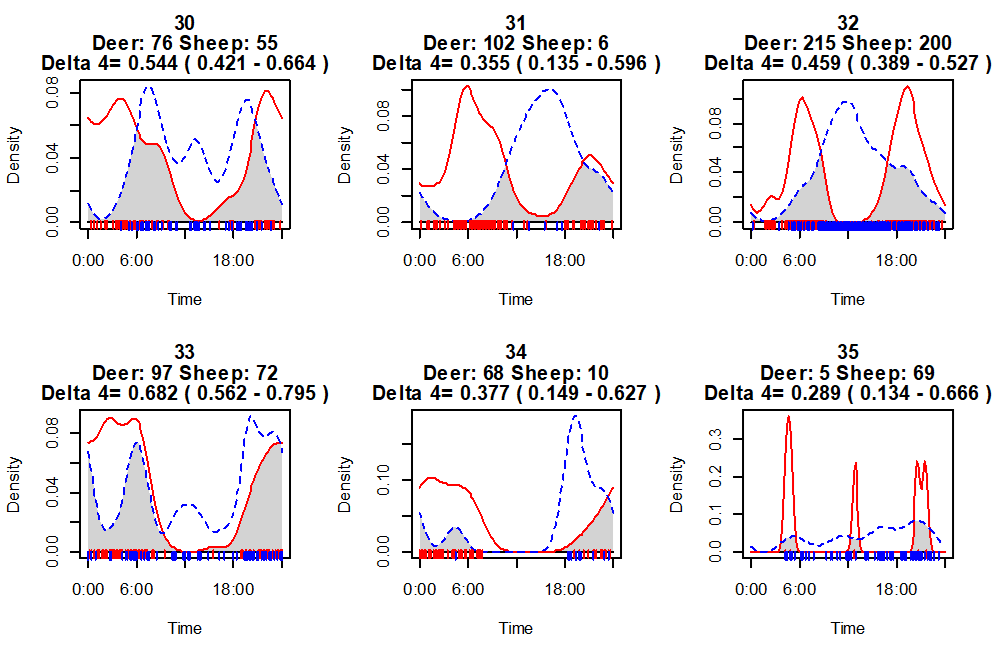 30
Deer: 76 Sheep: 55
Delta 4= 0.544 ( 0.421 - 0.664 )
Density
0.00 0.04 0.08
0:00 6:00 18:00
Time
31
Deer: 102 Sheep: 6
Delta 4= 0.355 ( 0.135 - 0.596 )
Density
0.00 0.04 0.08
0:00 6:00 18:00
Time
32
Deer: 215 Sheep: 200
Delta 4= 0.459 ( 0.389 - 0.527 )
Density
0.00 0.04 0.08
0:00 6:00 18:00
Time
33
Deer: 97 Sheep: 72
Delta 4= 0.682 ( 0.562 - 0.795 )
Density
0.00 0.04 0.08
0:00 6:00 18:00
Time
34
Deer: 68 Sheep: 10
Delta 4= 0.377 ( 0.149 - 0.627 )
Density
0.00 0.10
0:00 6:00 18:00
Time
35
Deer: 5 Sheep: 69
Delta 4= 0.289 ( 0.134 - 0.666 )
Density
0.0 0.1 0.2 0.3
0:00 6:00 18:00
Time